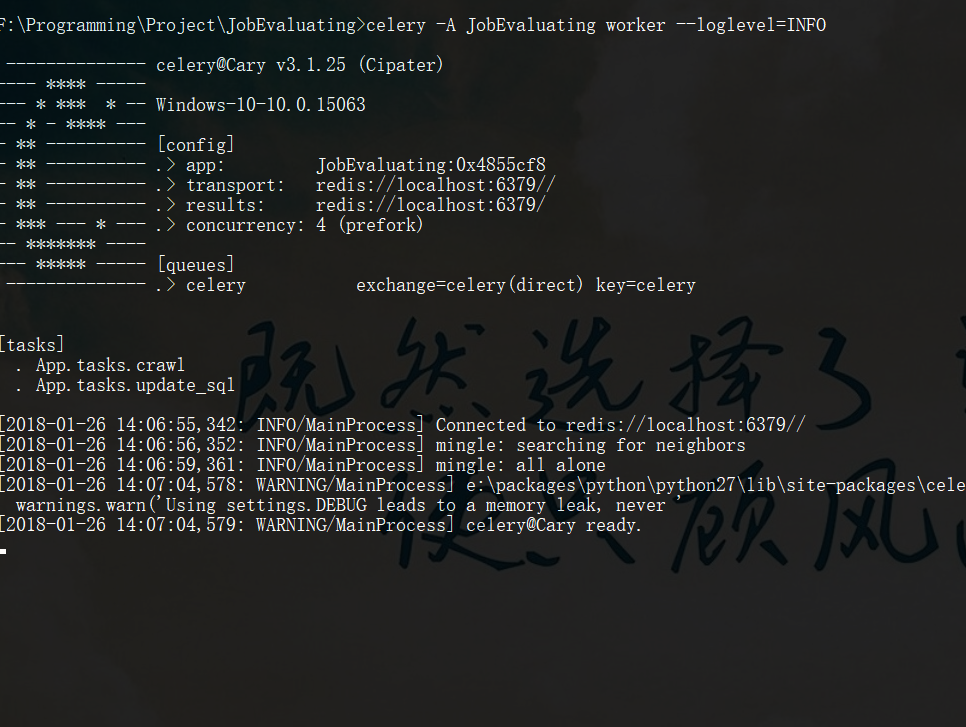 F:\Programming\Project\JobEvaluating>celery -A JobEvaluating worker --loglevel=INFO
 -------------- celery@Cary v3.1.25 (Cipater)
---- **** -----
--- * ***  * -- Windows-10-10.0.15063
-- * - **** ---
- ** ---------- [config]
- ** ---------- .> app:         JobEvaluating:0x4855cf8
- ** ---------- .> transport:   redis://localhost:6379//
- ** ---------- .> results:     redis://localhost:6379/
- *** --- * --- .> concurrency: 4 (prefork)
-- ******* ----
--- ***** ----- [queues]
 -------------- .> celery           exchange=celery(direct) key=celery
[tasks]
  . App.tasks.crawl
  . App.tasks.update_sql
[2018-01-26 14:06:55,342: INFO/MainProcess] Connected to redis://localhost:6379//
[2018-01-26 14:06:56,352: INFO/MainProcess] mingle: searching for neighbors
[2018-01-26 14:06:59,361: INFO/MainProcess] mingle: all alone
[2018-01-26 14:07:04,578: WARNING/MainProcess] e:\packages\python\python27\lib\site-packages\cele
  warnings.warn('Using settings.DEBUG leads to a memory leak, never '
[2018-01-26 14:07:04,579: WARNING/MainProcess] celery@Cary ready.
既然选择了
便 顾风